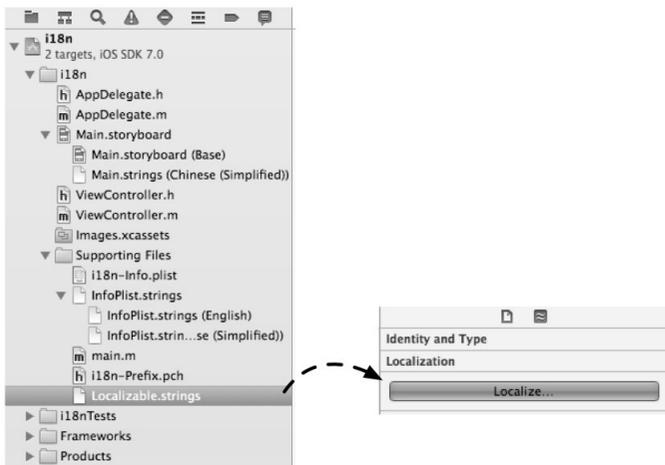 i18n
2 targets, iOS SDK 7.0
i18n
h AppDelegate.h
m AppDelegate.m
Main.storyboard
Main.storyboard (Base)
Main.strings (Chinese (Simplified))
h ViewController.h
m ViewController.m
Images.xcassets
Supporting Files
i18n-Info.plist
InfoPlist.strings
InfoPlist.strings (English)
InfoPlist.strin...se (Simplified))
m main.m
h i18n-Prefix.pch
Localizable.strings
i18nTests
Frameworks
Products
Identity and Type
Localization
Localize...